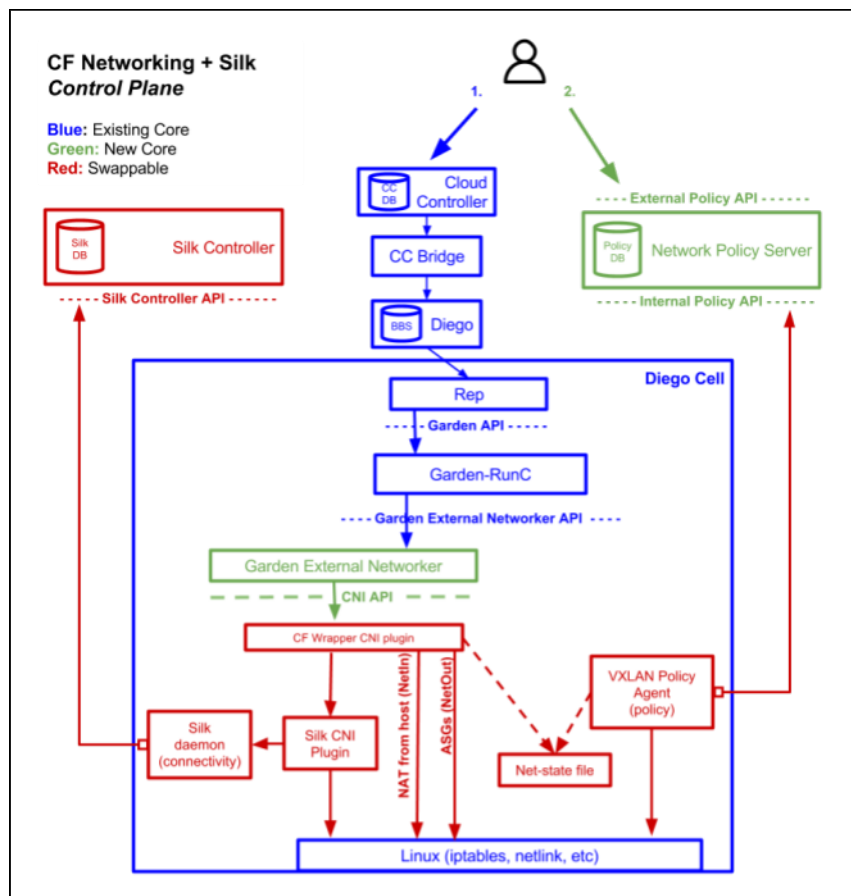 CF Networking + Silk
Control Plane
Blue: Existing Core
Green: New Core
Red: Swappable
1.
2.
CC
DB
Cloud
Controller
External Policy API
Silk
DB
Silk Controller
Policy
DB
Network Policy Server
CC Bridge
Silk Controller API
Internal Policy API
BBS
Diego
Diego Cell
Rep
Garden API
Garden-RunC
Garden External Networker API
Garden External Networker
CNI API
CF Wrapper CNI plugin
NAT from host (NetIn)
ASGs (NetOut)
VXLAN Policy
Agent
(policy)
Silk
daemon
(connectivity)
Silk CNI
Plugin
Net-state file
Linux (iptables, netlink, etc)